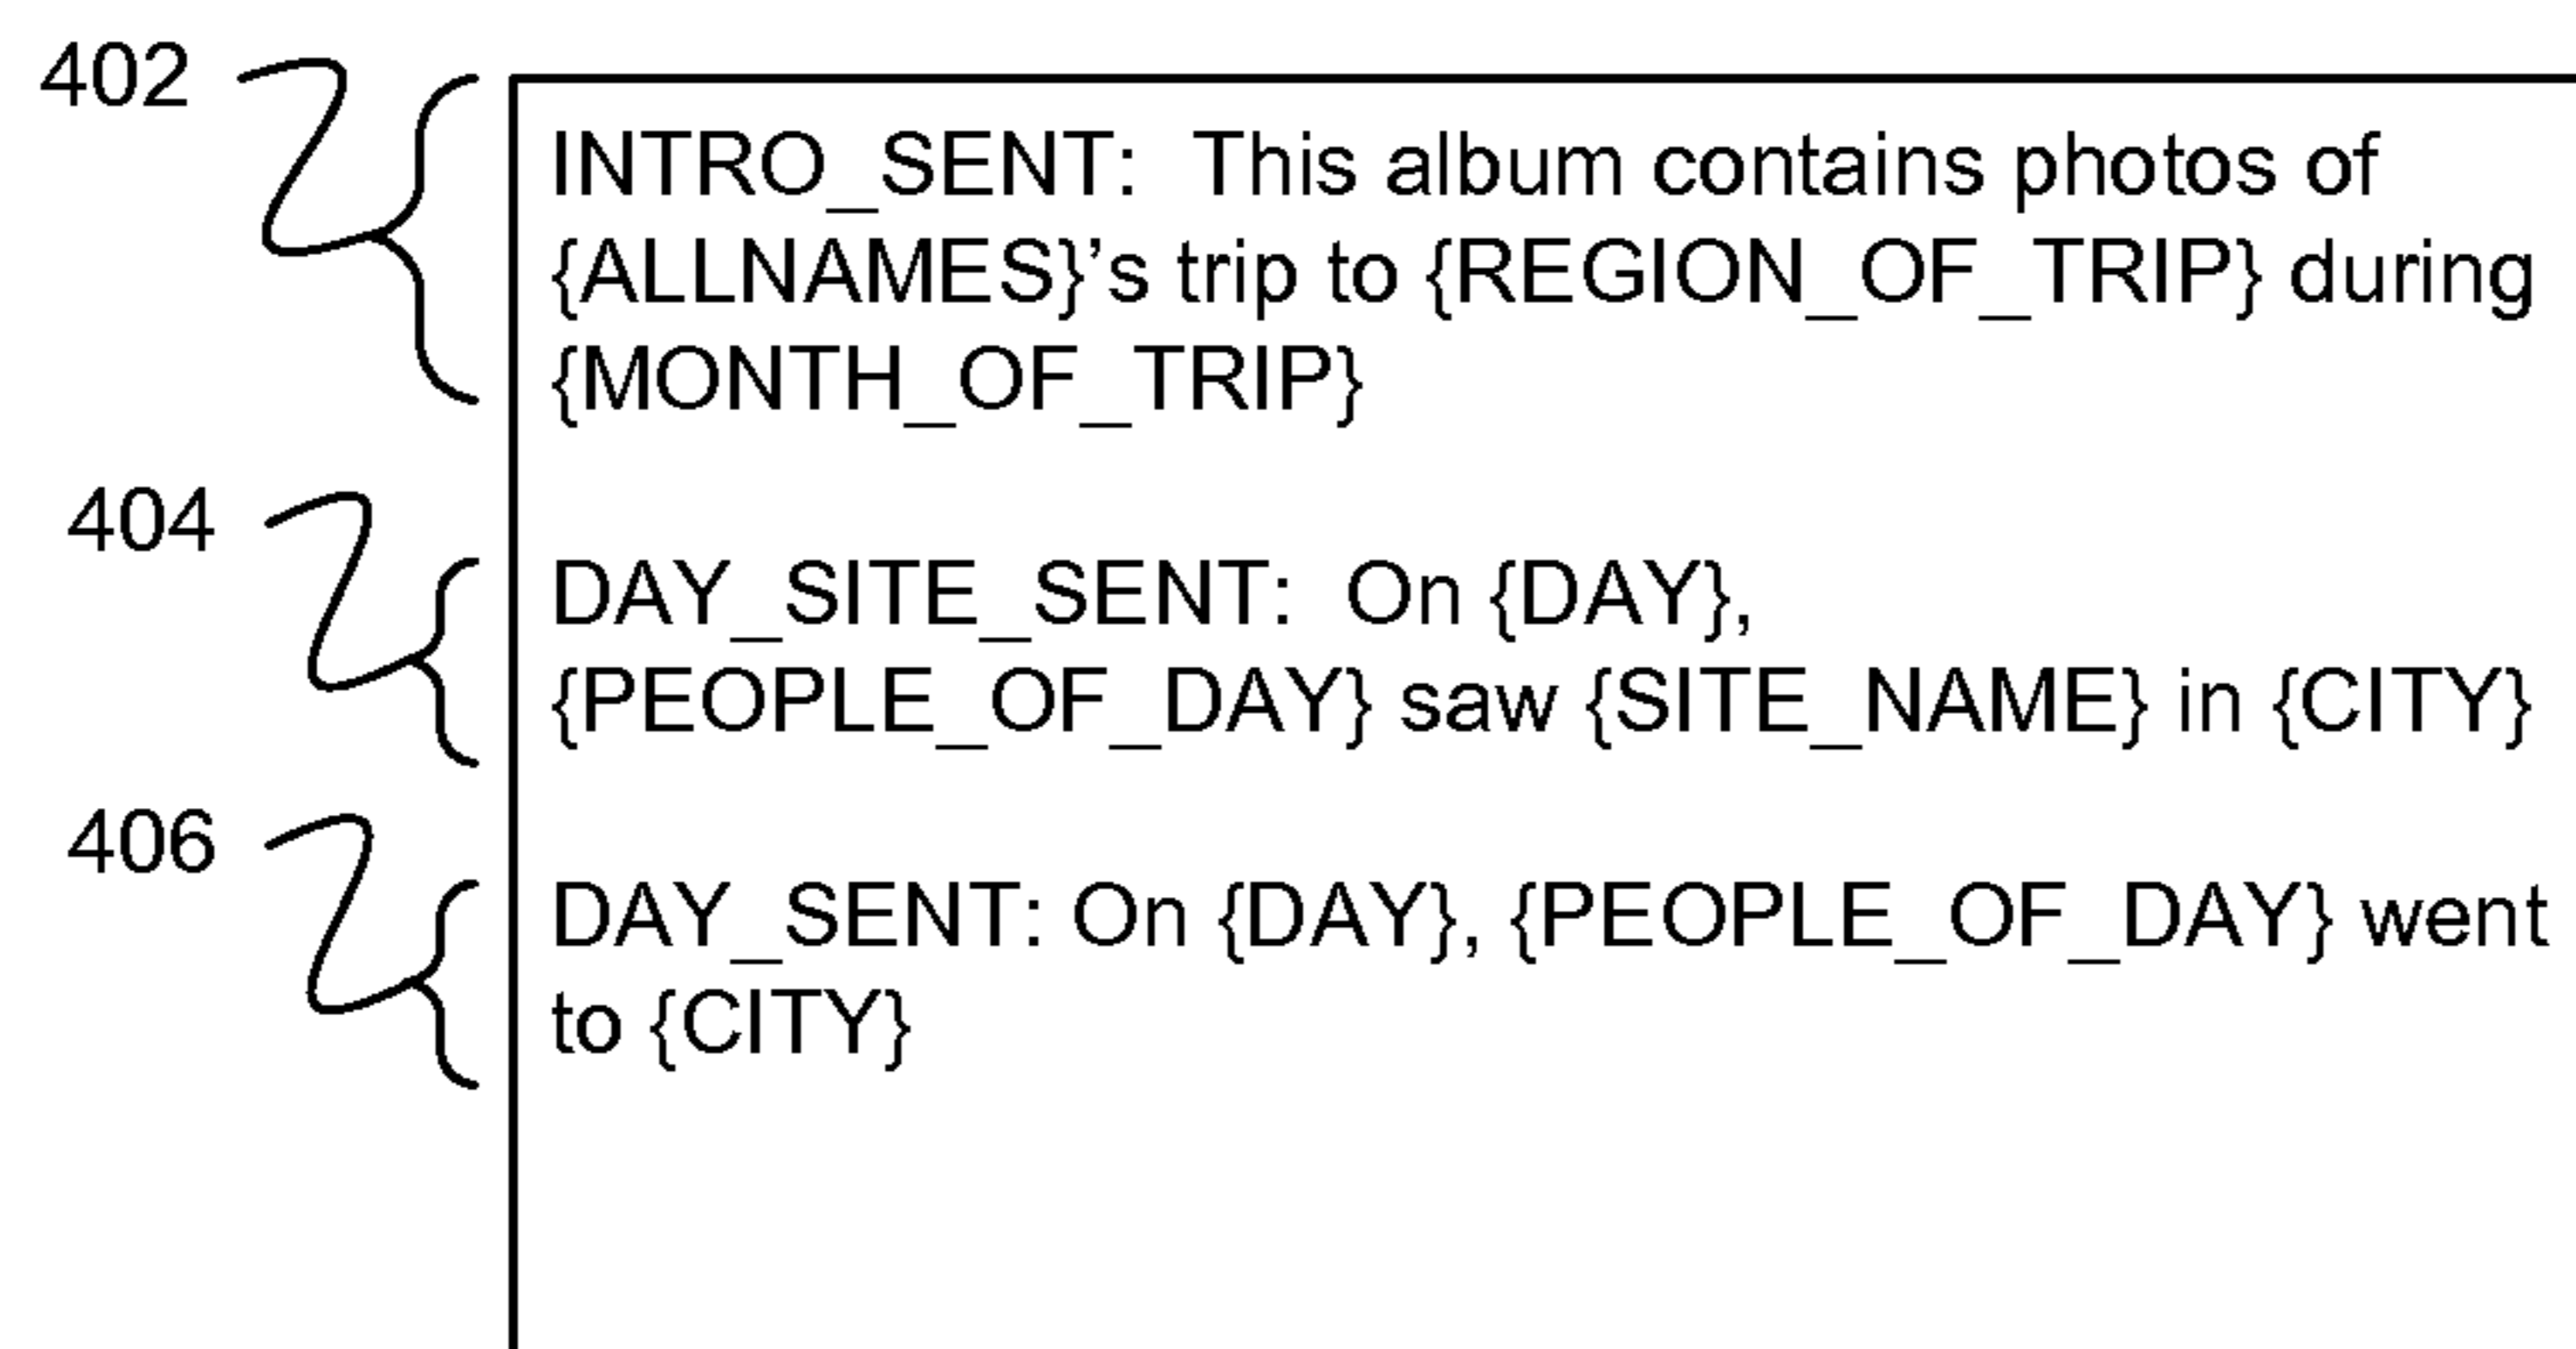 402
INTRO_SENT: This album contains photos of
{ALLNAMES}’s trip to {REGION_OF_TRIP} during
{MONTH_OF_TRIP}
404
DAY_SITE_SENT: On {DAY},
{PEOPLE_OF_DAY} saw {SITE_NAME} in {CITY}
406
DAY_SENT: On {DAY}, {PEOPLE_OF_DAY} went
to {CITY}